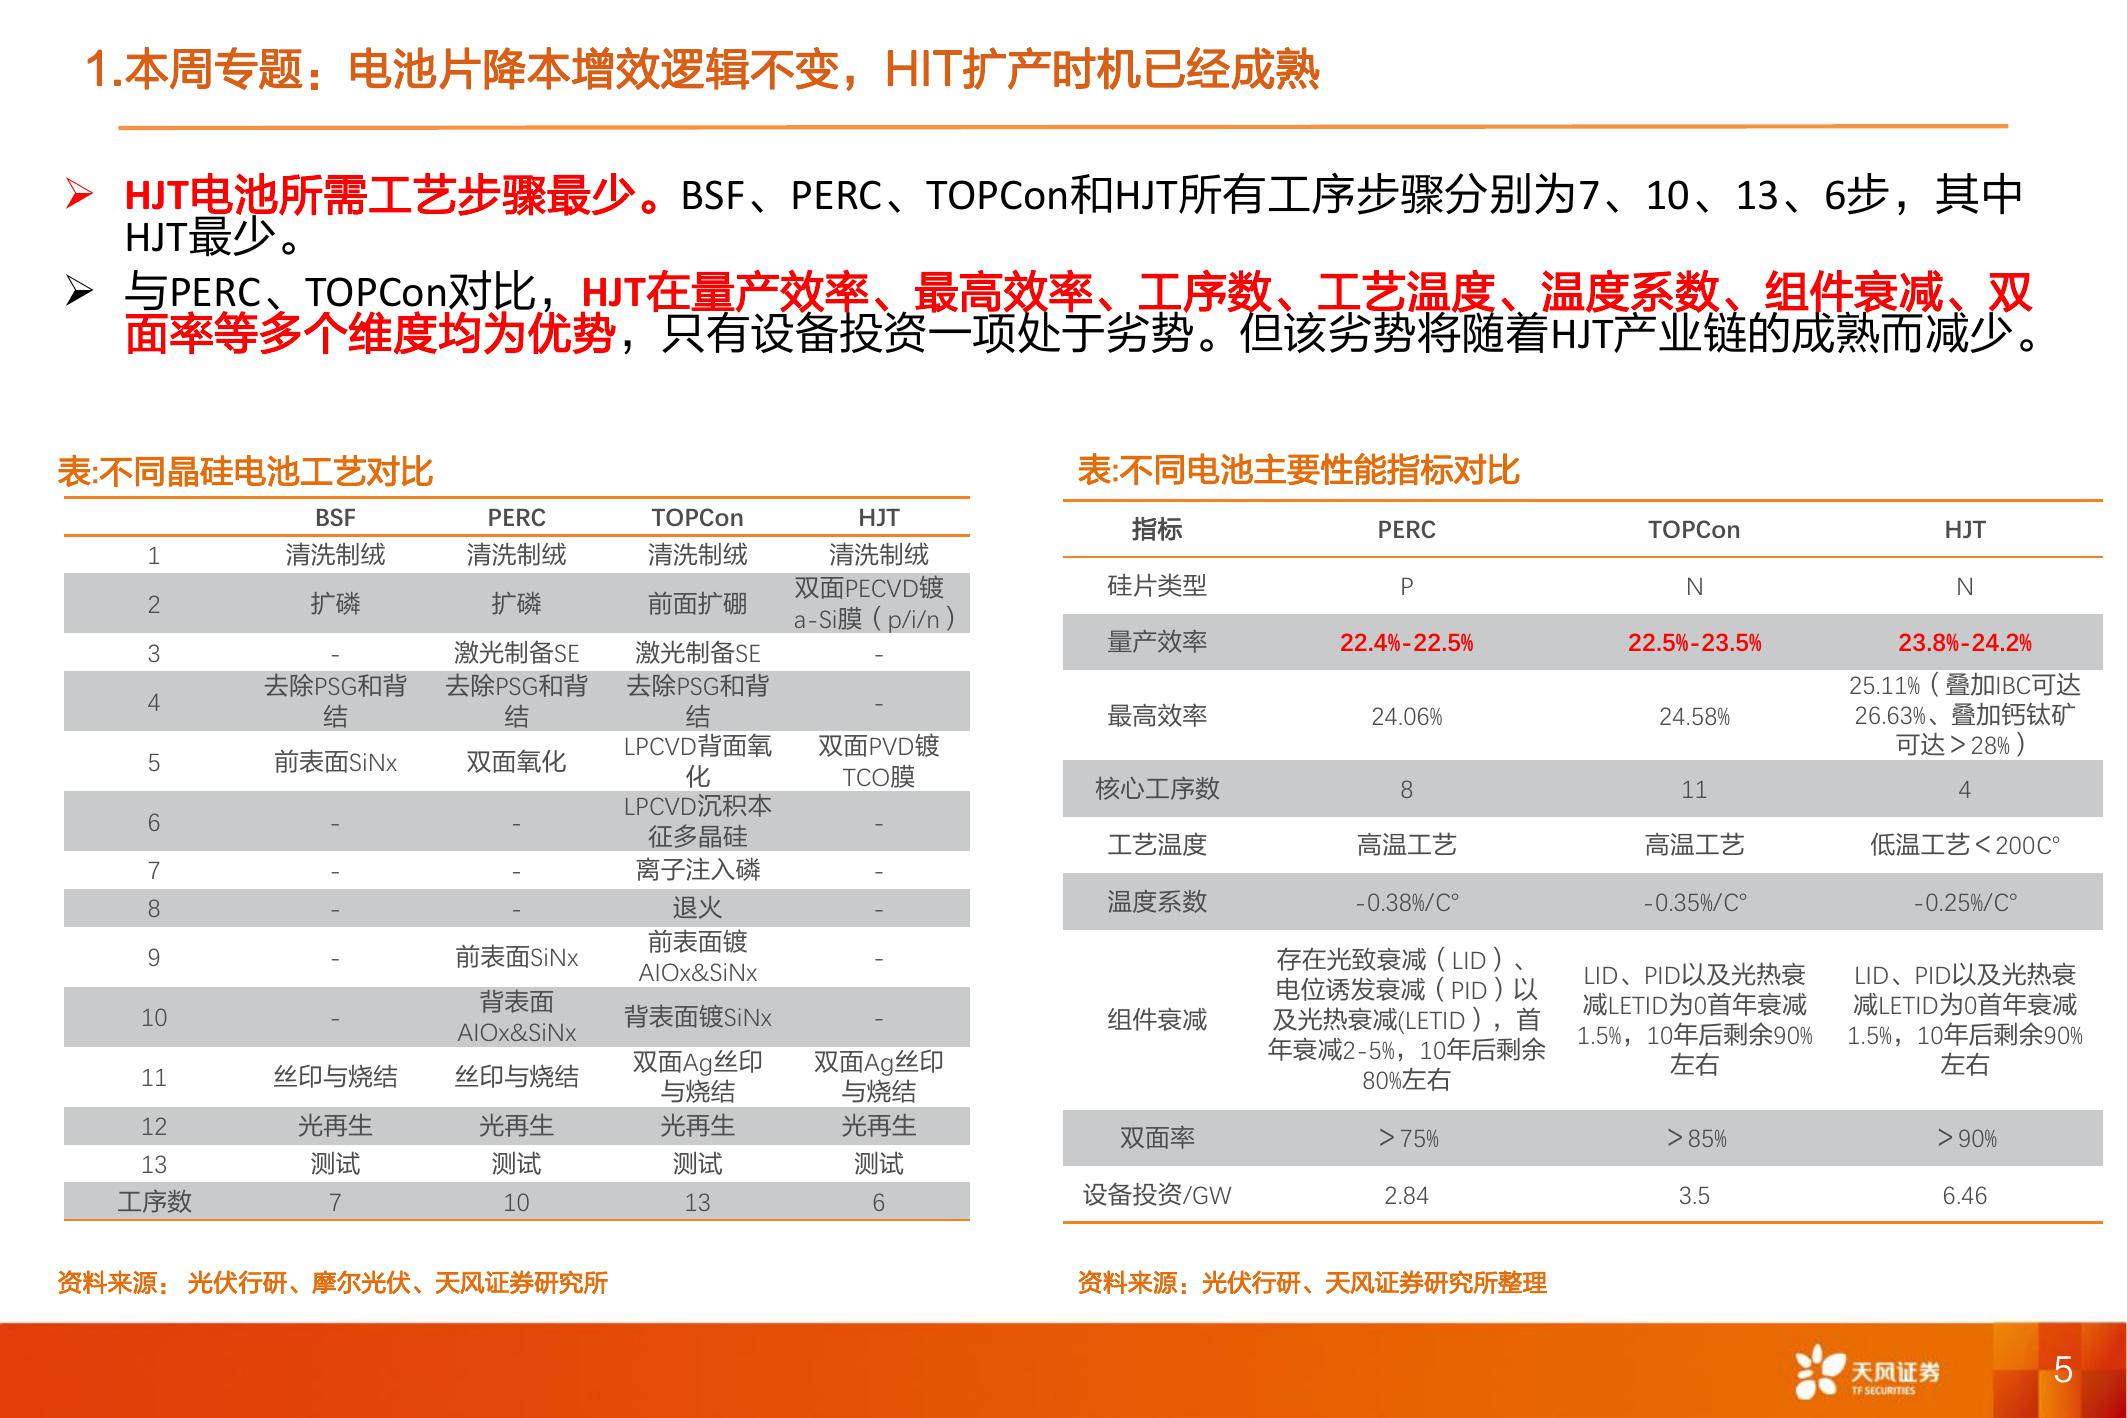 1.本周专题：电池片降本增效逻辑不变，HIT扩产时机已经成熟
➢ HJT电池所需工艺步骤最少。BSF、PERC、TOPCon和HJT所有工序步骤分别为7、10、13、6步，其中
HJT最少。
➢ 与PERC、TOPCon对比，HJT在量产效率、最高效率、工序数、工艺温度、温度系数、组件衰减、双
面率等多个维度均为优势，只有设备投资一项处于劣势。但该劣势将随着HJT产业链的成熟而减少。
表:不同晶硅电池工艺对比
BSF PERC TOPCon HJT
1 清洗制绒 清洗制绒 清洗制绒 清洗制绒
2 扩磷 扩磷 前面扩硼 双面PECVD镀
a-Si膜（p/i/n）
3 - 激光制备SE 激光制备SE -
4 去除PSG和背 去除PSG和背 去除PSG和背 -
结 结 结
5 前表面SiNx 双面氧化 LPCVD背面氧 双面PVD镀
化 TCO膜
6 - - LPCVD沉积本 -
征多晶硅
7 - - 离子注入磷 -
8 - - 退火 -
9 - 前表面SiNx 前表面镀 -
AlOx&SiNx
10 - 背表面 背表面镀SiNx -
AlOx&SiNx
11 丝印与烧结 丝印与烧结 双面Ag丝印 双面Ag丝印
与烧结 与烧结
12 光再生 光再生 光再生 光再生
13 测试 测试 测试 测试
工序数 7 10 13 6
资料来源： 光伏行研、摩尔光伏、天风证券研究所
表:不同电池主要性能指标对比
指标 PERC TOPCon HJT
硅片类型 P N N
量产效率 22.4%-22.5% 22.5%-23.5% 23.8%-24.2%
最高效率 24.06% 24.58% 25.11%（叠加IBC可达
26.63%、叠加钙钛矿
可达＞28%）
核心工序数 8 11 4
工艺温度 高温工艺 高温工艺 低温工艺＜200C°
温度系数 -0.38%/C° -0.35%/C° -0.25%/C°
组件衰减 存在光致衰减（LID）、 LID、PID以及光热衰 LID、PID以及光热衰
电位诱发衰减（PID）以 减LETID为0首年衰减 减LETID为0首年衰减
及光热衰减(LETID），首 1.5%，10年后剩余90% 1.5%，10年后剩余90%
年衰减2-5%，10年后剩余 左右 左右
80%左右
双面率 ＞75% ＞85% ＞90%
设备投资/GW 2.84 3.5 6.46
资料来源：光伏行研、天风证券研究所整理
天风证券
TF SECURITIES
5